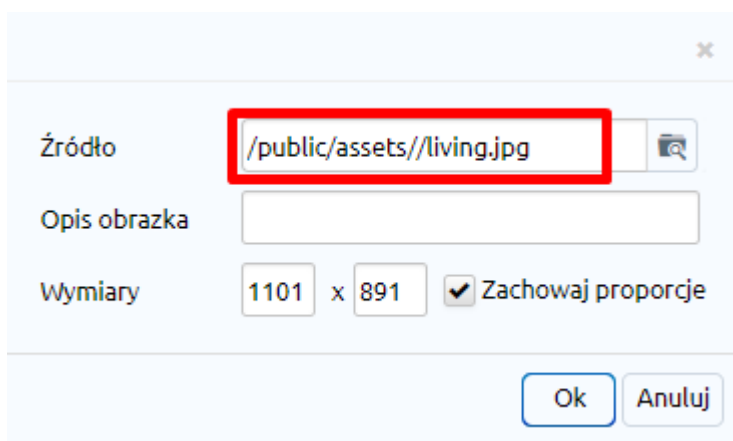 Źródło /public/assets//living.jpg
Opis obrazka
Wymiary 1101 x 891 Zachowaj proporcje
Ok Anuluj